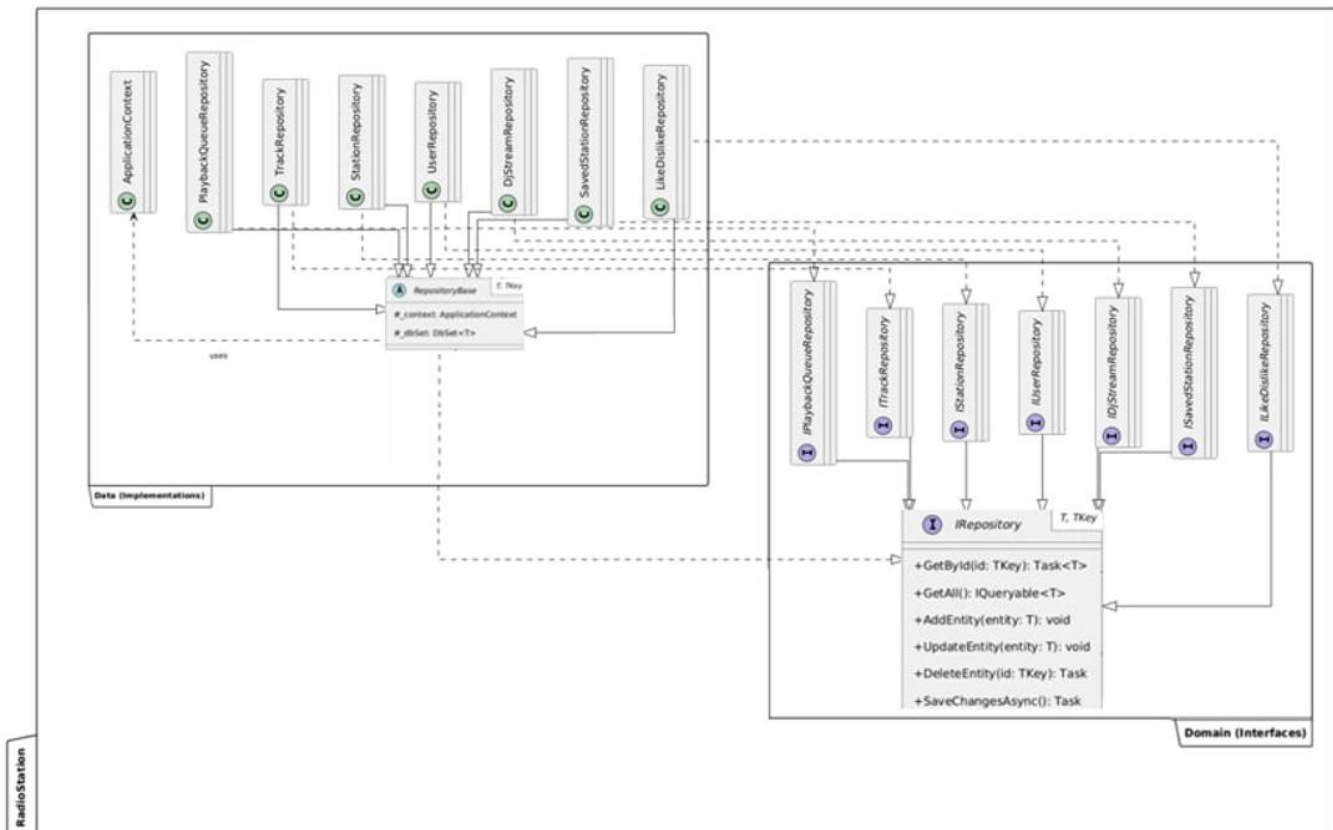 ApplicationContext
C
PlaybackQueueRepository
C
TrackRepository
C
StationRepository
C
UserRepository
C
DjStreamRepository
C
SavedStationRepository
C
LikeDislikeRepository
C
A RepositoryBase
T, TKey
#_context: ApplicationContext
#_dbSet: DbSet<T>
uses
Data (Implementations)
IPlaybackQueueRepository
I
ITrackRepository
I
IStationRepository
I
IUserRepository
I
IDjStreamRepository
I
ISavedStationRepository
I
ILikeDislikeRepository
I
I IRepository
T, TKey
+GetById(id: TKey): Task<T>
+GetAll(): IQueryable<T>
+AddEntity(entity: T): void
+UpdateEntity(entity: T): void
+DeleteEntity(id: TKey): Task
+SaveChangesAsync(): Task
Domain (Interfaces)
RadioStation